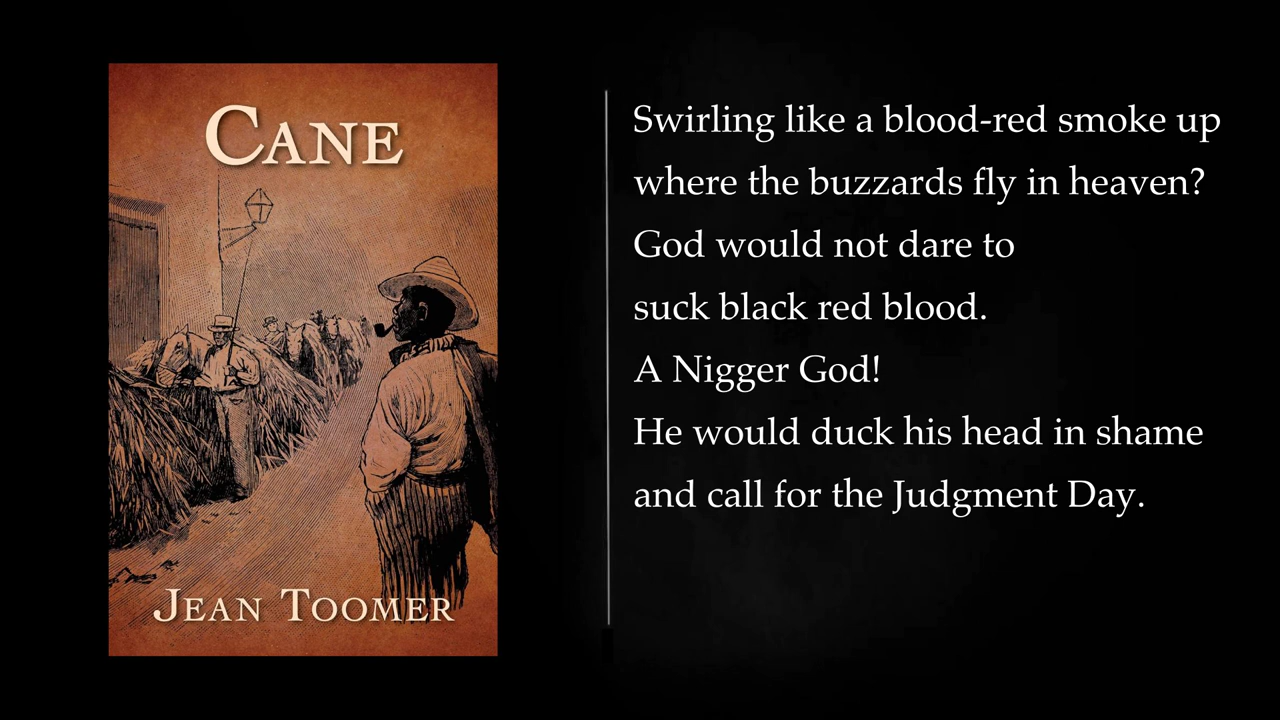 CANE
JEAN TOOMER
Swirling like a blood-red smoke up
where the buzzards fly in heaven?
God would not dare to
suck black red blood.
A Nigger God!
He would duck his head in shame
and call for the Judgment Day.